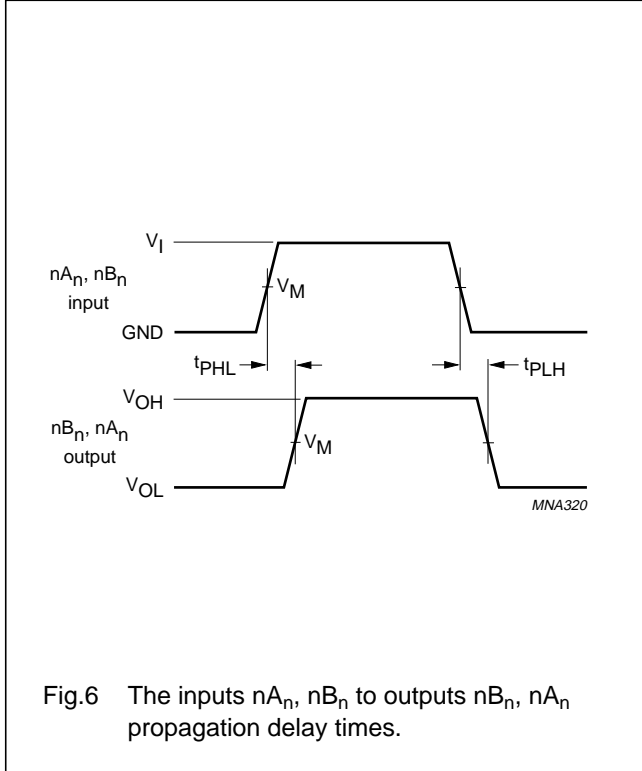 V_I
nA_n, nB_n
input
V_M
GND
t_PHL
t_PLH
V_OH
nB_n, nA_n
output
V_M
V_OL
MNA320
Fig.6 The inputs nA_n, nB_n to outputs nB_n, nA_n
propagation delay times.